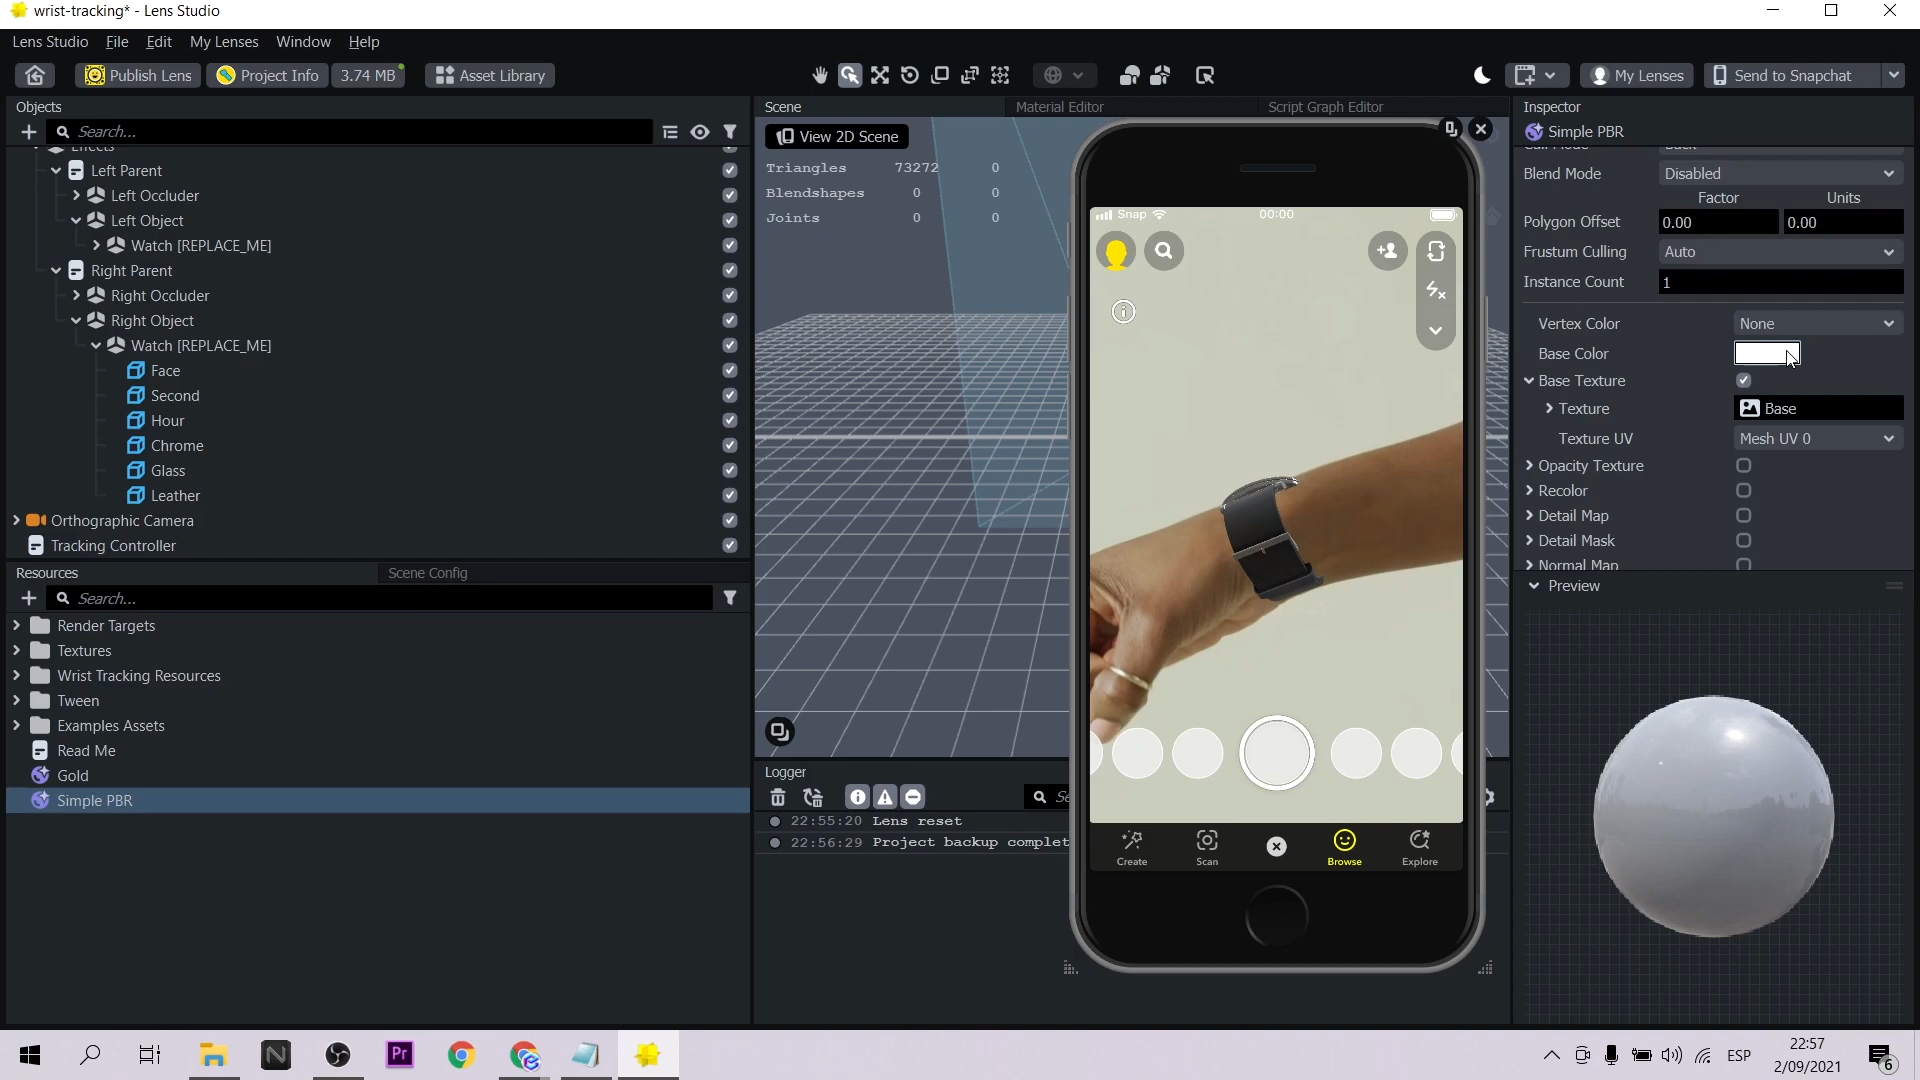 wrist-tracking* - Lens Studio
Lens Studio File Edit My Lenses Window Help
Publish Lens Project Info 3.74 MB Asset Library My Lenses Send to Snapchat
Objects
Search...
Effects
Left Parent
Left Occluder
Left Object
Watch [REPLACE_ME]
Right Parent
Right Occluder
Right Object
Watch [REPLACE_ME]
Face
Second
Hour
Chrome
Glass
Leather
Orthographic Camera
Tracking Controller
Resources Scene Config
Search...
Render Targets
Textures
Wrist Tracking Resources
Tween
Examples Assets
Read Me
Gold
Simple PBR
Scene Material Editor Script Graph Editor
View 2D Scene
Triangles 73272 0
Blendshapes 0 0
Joints 0 0
Snap 00:00
Create Scan Browse Explore
Logger
22:55:20 Lens reset
22:56:29 Project backup complet
Inspector
Simple PBR
Cull Mode Back
Blend Mode Disabled
Factor Units
Polygon Offset 0.00 0.00
Frustum Culling Auto
Instance Count 1
Vertex Color None
Base Color
Base Texture
Texture Base
Texture UV Mesh UV 0
Opacity Texture
Recolor
Detail Map
Detail Mask
Normal Map
Preview
N Pr ESP 22:57
2/09/2021 6